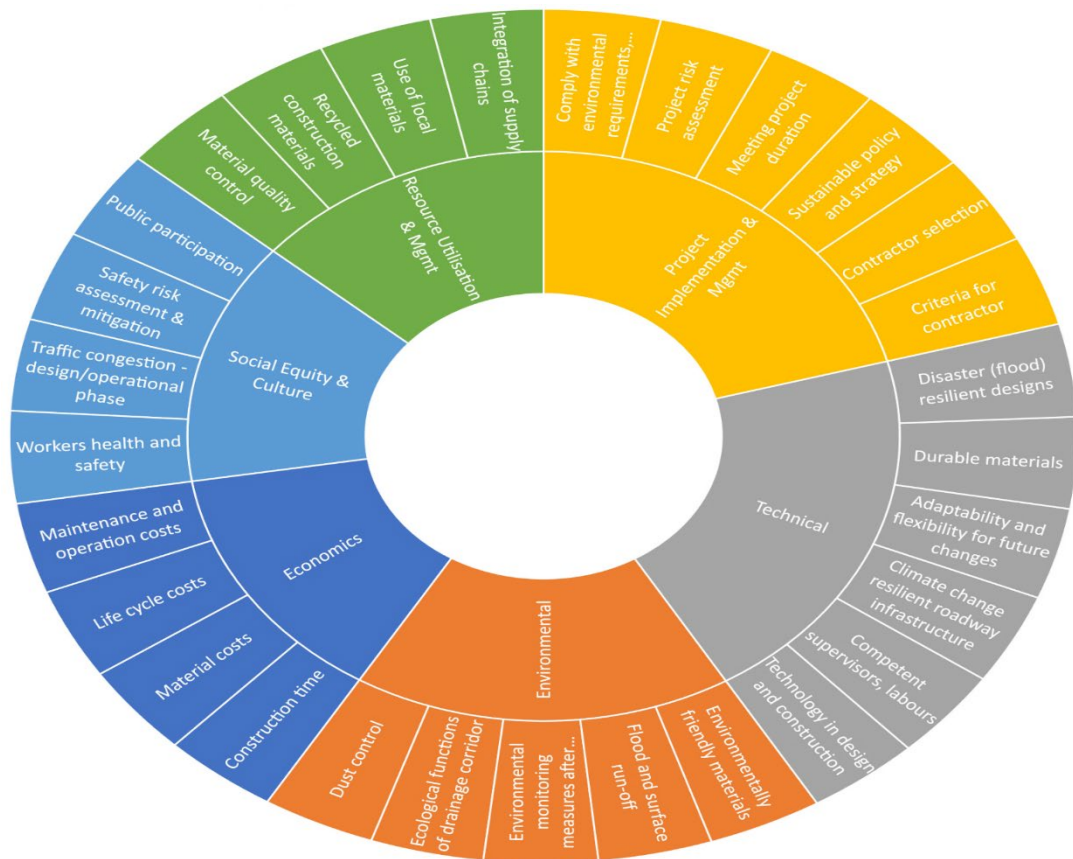 Project
Implementation &
Mgmt
Comply with
environmental
requirements,...
Project risk
assessment
Meeting project
duration
Sustainable policy
and strategy
Contractor selection
Criteria for
contractor
Technical
Disaster (flood)
resilient designs
Durable materials
Adaptability and
flexibility for future
changes
Climate change
resilient roadway
infrastructure
Competent
supervisors, labours
Technology in design
and construction
Environmental
Environmentally
friendly materials
Flood and surface
run-off
Environmental
monitoring
measures after...
Ecological functions
of drainage corridor
Dust control
Economics
Construction time
Material costs
Life cycle costs
Maintenance and
operation costs
Social Equity &
Culture
Workers health and
safety
Traffic congestion -
design/operational
phase
Safety risk
assessment &
mitigation
Public participation
Resource Utilisation
& Mgmt
Material quality
control
Recycled
construction
materials
Use of local
materials
Integration of supply
chains